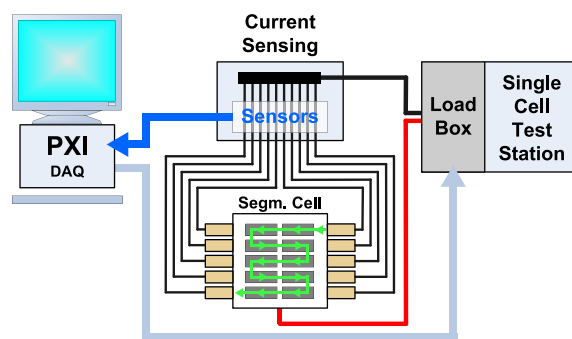 Current
Sensing
Sensors
PXI
DAQ
Load
Box
Single
Cell
Test
Station
Segm. Cell